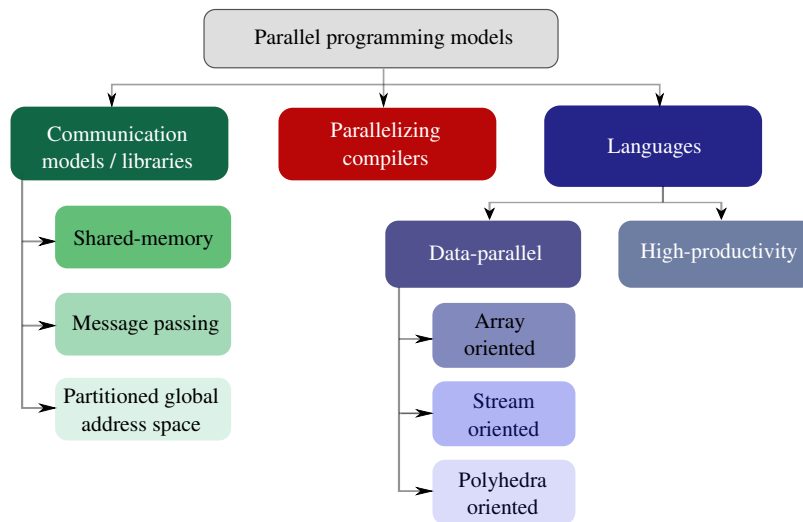 Parallel programming models
Communication
models / libraries
Parallelizing
compilers
Languages
Shared-memory
Message passing
Partitioned global
address space
Data-parallel
High-productivity
Array
oriented
Stream
oriented
Polyhedra
oriented